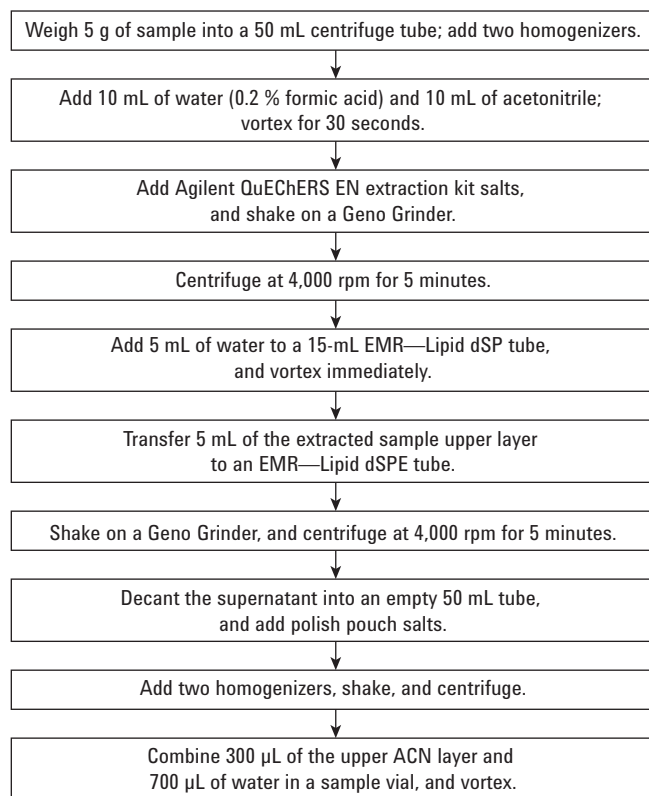 Weigh 5 g of sample into a 50 mL centrifuge tube; add two homogenizers.
Add 10 mL of water (0.2 % formic acid) and 10 mL of acetonitrile;
vortex for 30 seconds.
Add Agilent QuEChERS EN extraction kit salts,
and shake on a Geno Grinder.
Centrifuge at 4,000 rpm for 5 minutes.
Add 5 mL of water to a 15-mL EMR—Lipid dSP tube,
and vortex immediately.
Transfer 5 mL of the extracted sample upper layer
to an EMR—Lipid dSPE tube.
Shake on a Geno Grinder, and centrifuge at 4,000 rpm for 5 minutes.
Decant the supernatant into an empty 50 mL tube,
and add polish pouch salts.
Add two homogenizers, shake, and centrifuge.
Combine 300 µL of the upper ACN layer and
700 µL of water in a sample vial, and vortex.